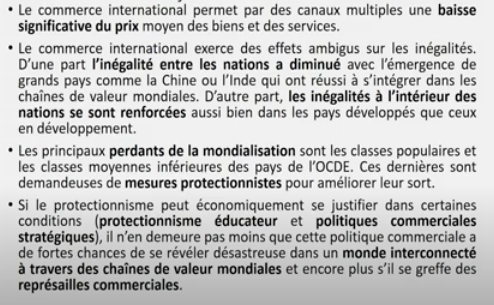 • Le commerce international permet par des canaux multiples une baisse
significative du prix moyen des biens et des services.
• Le commerce international exerce des effets ambigus sur les inégalités.
D’une part l’inégalité entre les nations a diminué avec l’émergence de
grands pays comme la Chine ou l’Inde qui ont réussi à s’intégrer dans les
chaînes de valeur mondiales. D’autre part, les inégalités à l’intérieur des
nations se sont renforcées aussi bien dans les pays développés que ceux
en développement.
• Les principaux perdants de la mondialisation sont les classes populaires et
les classes moyennes inférieures des pays de l’OCDE. Ces dernières sont
demandeuses de mesures protectionnistes pour améliorer leur sort.
• Si le protectionnisme peut économiquement se justifier dans certaines
conditions (protectionnisme éducateur et politiques commerciales
stratégiques), il n’en demeure pas moins que cette politique commerciale a
de fortes chances de se révéler désastreuse dans un monde interconnecté
à travers des chaînes de valeur mondiales et encore plus s’il se greffe des
représailles commerciales.